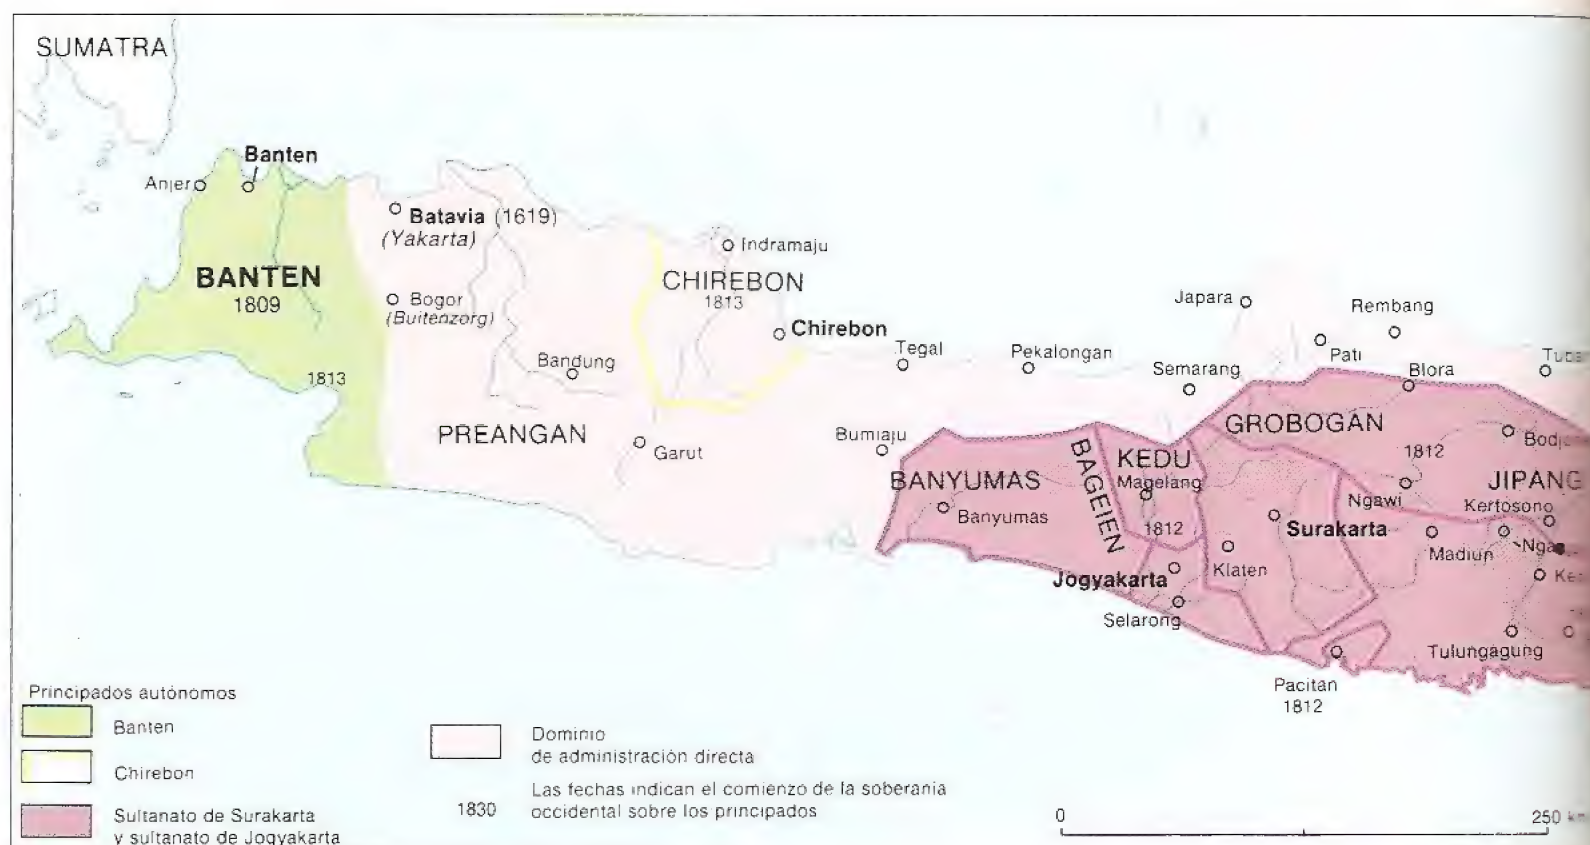 SUMATRA
Banten
Anjer
Batavia (1619)
(Yakarta)
Indramaju
BANTEN
1809
CHIREBON
1813
Bogor
(Buitenzorg)
Japara
Rembang
Chirebon
Tegal
Pekalongan
Pati
Bandung
Semarang
Blora
1813
PREANGAN
Garut
Bumiaju
GROBOGAN
BAGEIEN
KEDU
Magelang
1812
BANYUMAS
Banyumas
JIPANG
Ngawi
Kertosono
1812
Surakarta
Madiun
Klaten
Jogyakarta
Selarong
Tulungagung
Pacitan
1812
Principados autónomos
Banten
Chirebon
Sultanato de Surakarta
y sultanato de Jogyakarta
Dominio
de administración directa
1830
Las fechas indican el comienzo de la soberanía
occidental sobre los principados
0
250 km